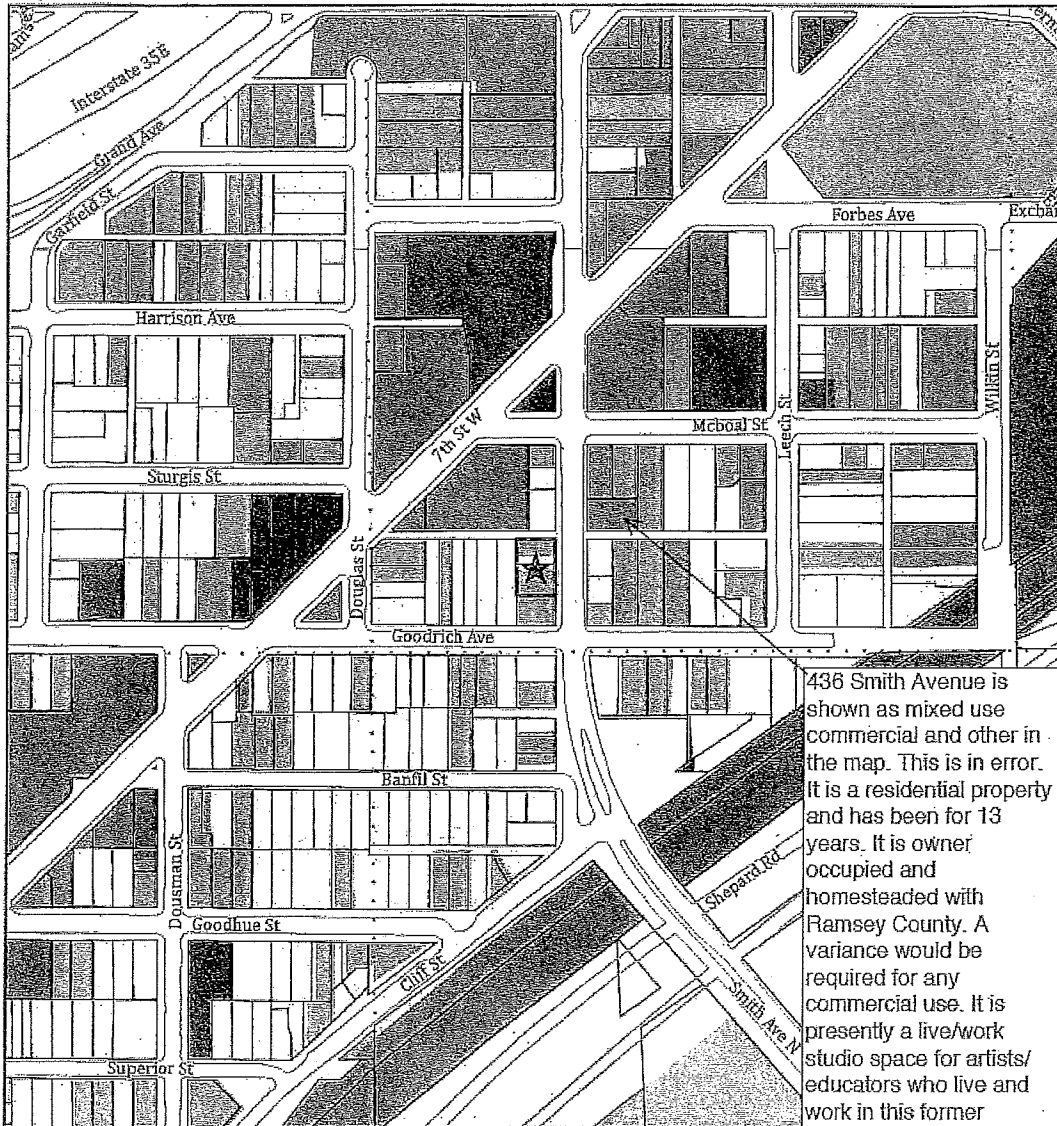 Interstate 35E
Grand Ave
Garfield St
Forbes Ave
Harrison Ave
Wilkin St
Leech St
Mcboal St
7th St W
Sturgis St
Douglas St
Goodrich Ave
436 Smith Avenue is
shown as mixed use
commercial and other in
the map. This is in error.
It is a residential property
and has been for 13
years. It is owner
occupied and
homesteaded with
Ramsey County. A
variance would be
required for any
commercial use. It is
presently a live/work
studio space for artists/
educators who live and
work in this former
Banfil St
Dousman St
Shepard Rd
Goodhue St
Cliff St
Smith Ave N
Superior St